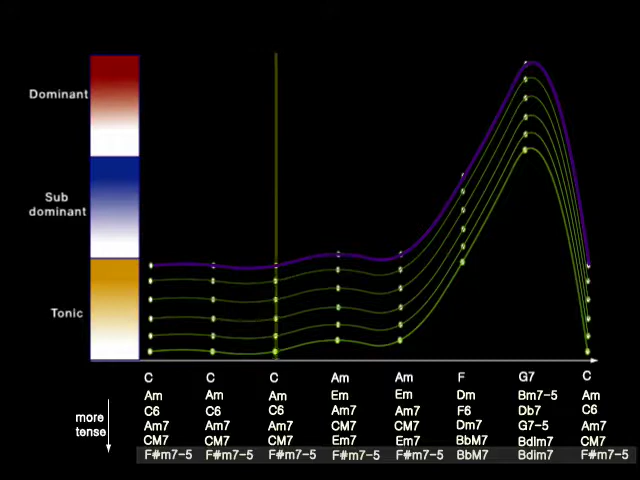 Dominant
Sub
dominant
Tonic
C C C Am Am F G7 C
Am Am Am Em Em Dm Bm7-5 Am
C6 C6 C6 Am7 Am7 F6 Db7 C6
more
tense
Am7 Am7 Am7 CM7 CM7 Dm7 G7-5 Am7
CM7 CM7 CM7 Em7 Em7 BbM7 Bdim7 CM7
F#m7-5 F#m7-5 F#m7-5 F#m7-5 F#m7-5 BbM7 Bdim7 F#m7-5